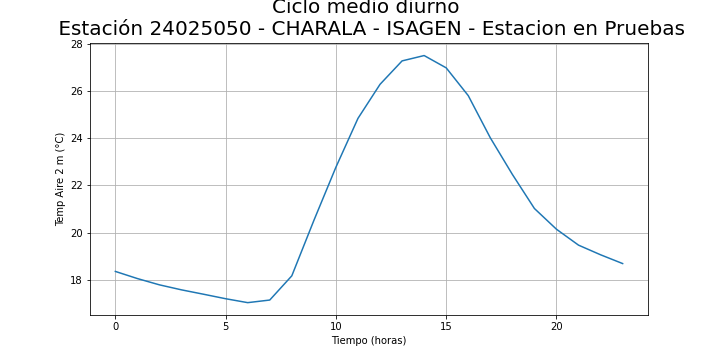 Ciclo medio diurno
Estación 24025050 - CHARALA - ISAGEN - Estacion en Pruebas
28
26
24
22
20
18
Temp Aire 2 m (°C)
0 5 10 15 20
Tiempo (horas)